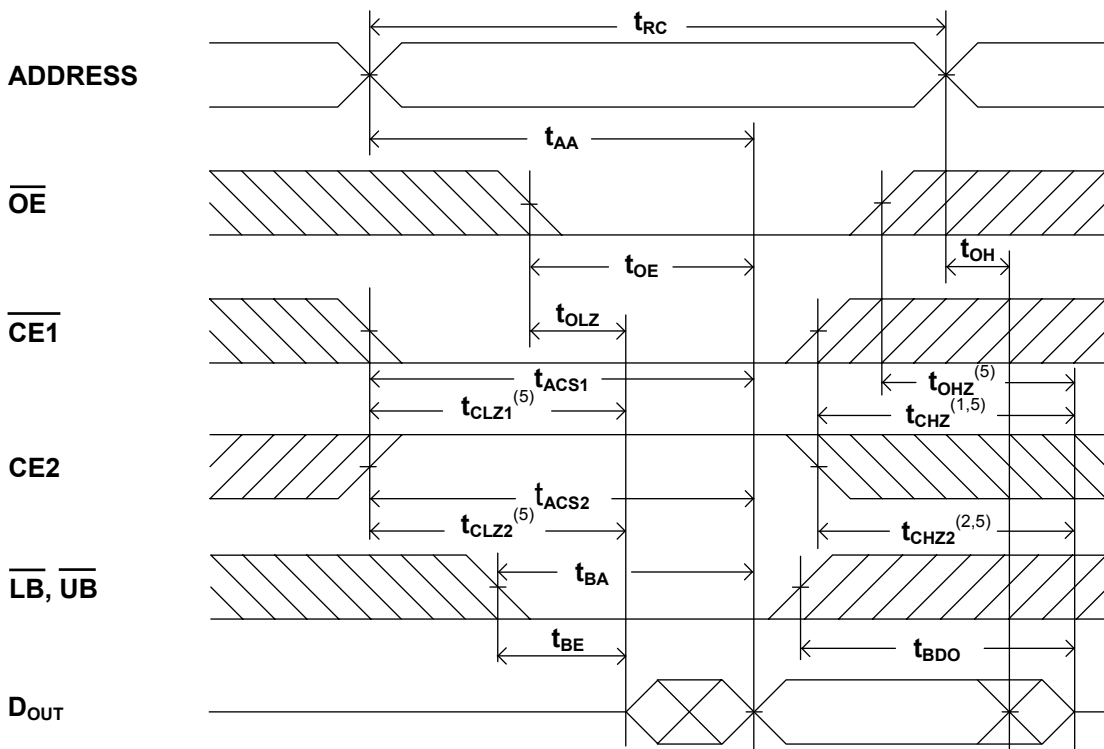 tRC
ADDRESS
tAA
OE
tOH
tOE
CE1
tOLZ
tACS1
tOHZ(5)
tCLZ1(5)
tCHZ(1,5)
CE2
tACS2
tCLZ2(5)
tCHZ2(2,5)
LB, UB
tBA
tBE
tBDO
DOUT